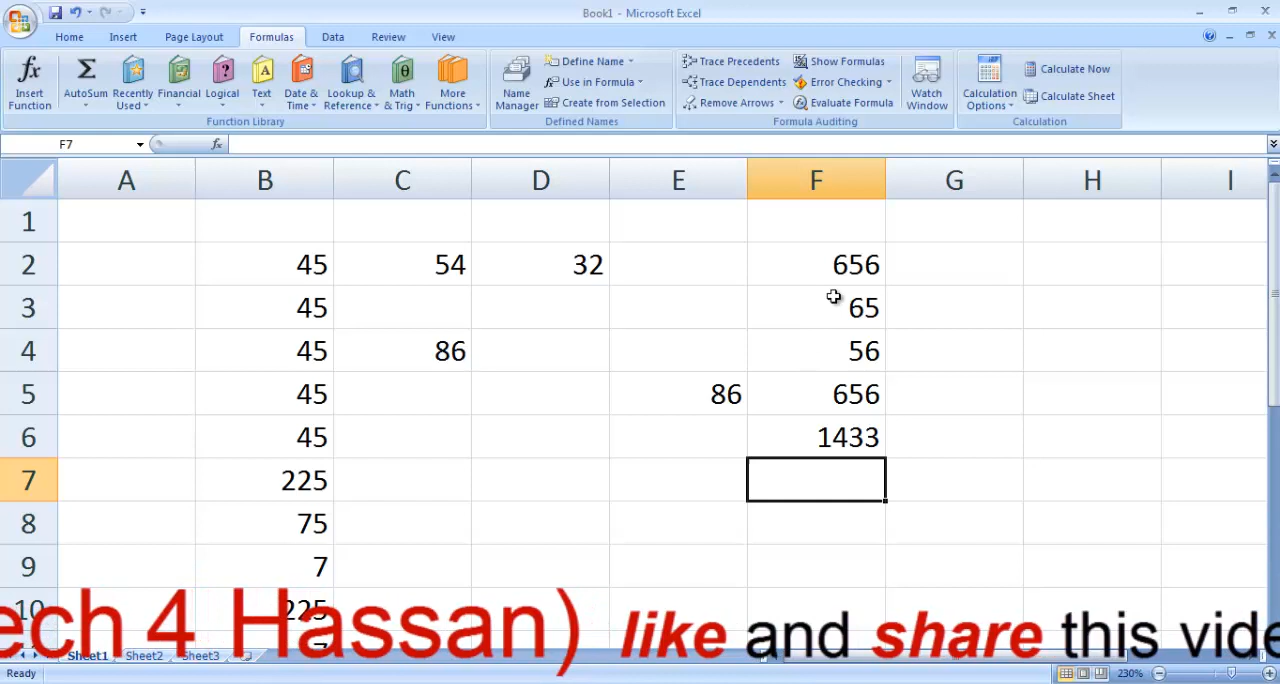 Book1 - Microsoft Excel
Home Insert Page Layout Formulas Data Review View
Insert Function
AutoSum
Recently Used
Financial
Logical
Text
Date & Time
Lookup & Reference
Math & Trig
More Functions
Function Library
Name Manager
Define Name
Use in Formula
Create from Selection
Defined Names
Trace Precedents
Trace Dependents
Remove Arrows
Show Formulas
Error Checking
Evaluate Formula
Watch Window
Formula Auditing
Calculation Options
Calculate Now
Calculate Sheet
Calculation
F7 fx
A B C D E F G H I
1
2 45 54 32 656
3 45 65
4 45 86 56
5 45 86 656
6 45 1433
7 225
8 75
9 7
10 225
7
ech 4 Hassan) like and share this vide
Sheet1 Sheet2 Sheet3
Ready 230%